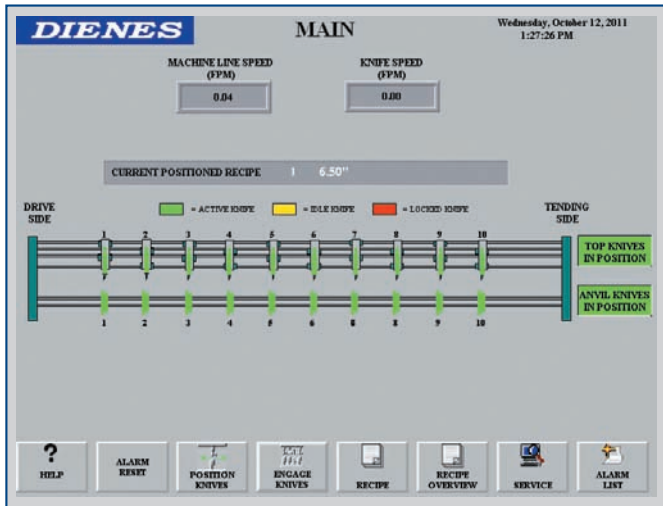 DIENES
MAIN
Wednesday, October 12, 2011
1:27:26 PM
MACHINE LINE SPEED
(FPM)
KNIFE SPEED
(FPM)
0.04
0.00
CURRENT POSITIONED RECIPE 1 6.50"
DRIVE
SIDE
= ACTIVE KNIFE = IDLE KNIFE = LOCKED KNIFE
TENDING
SIDE
1 2 3 4 5 6 7 8 9 10
TOP KNIVES
IN POSITION
ANVIL KNIVES
IN POSITION
1 2 3 4 5 6 8 8 9 10
?
HELP
ALARM
RESET
POSITION
KNIVES
ENGAGE
KNIVES
RECIPE
RECIPE
OVERVIEW
SERVICE
ALARM
LIST